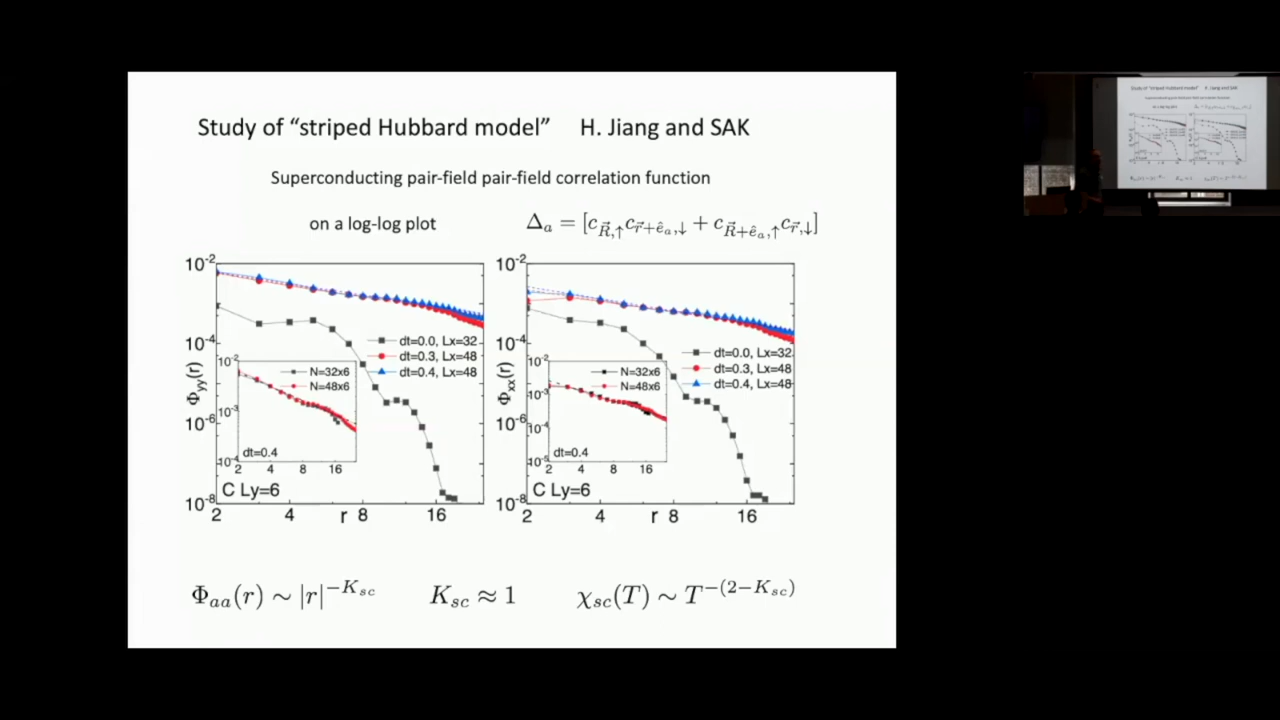 Study of “striped Hubbard model” H. Jiang and SAK
Superconducting pair-field pair-field correlation function
on a log-log plot
Δ_a = [c_{R⃗,↑}c_{r⃗+ê_a,↓} + c_{R⃗+ê_a,↑}c_{r⃗,↓}]
10^-2
10^-4
10^-6
10^-8
Φ_yy(r)
dt=0.0, Lx=32
dt=0.3, Lx=48
dt=0.4, Lx=48
10^-2
10^-3
10^-4
N=32x6
N=48x6
dt=0.4
2 4 8 16
C Ly=6
2 4 r 8 16
10^-2
10^-4
10^-6
10^-8
Φ_xx(r)
dt=0.0, Lx=32
dt=0.3, Lx=48
dt=0.4, Lx=48
10^-2
10^-3
10^-4
10^-5
N=32x6
N=48x6
dt=0.4
2 4 8 16
C Ly=6
2 4 r 8 16
Φ_aa(r) ∼ |r|^{−K_sc} K_sc ≈ 1 χ_sc(T) ∼ T^{−(2−K_sc)}